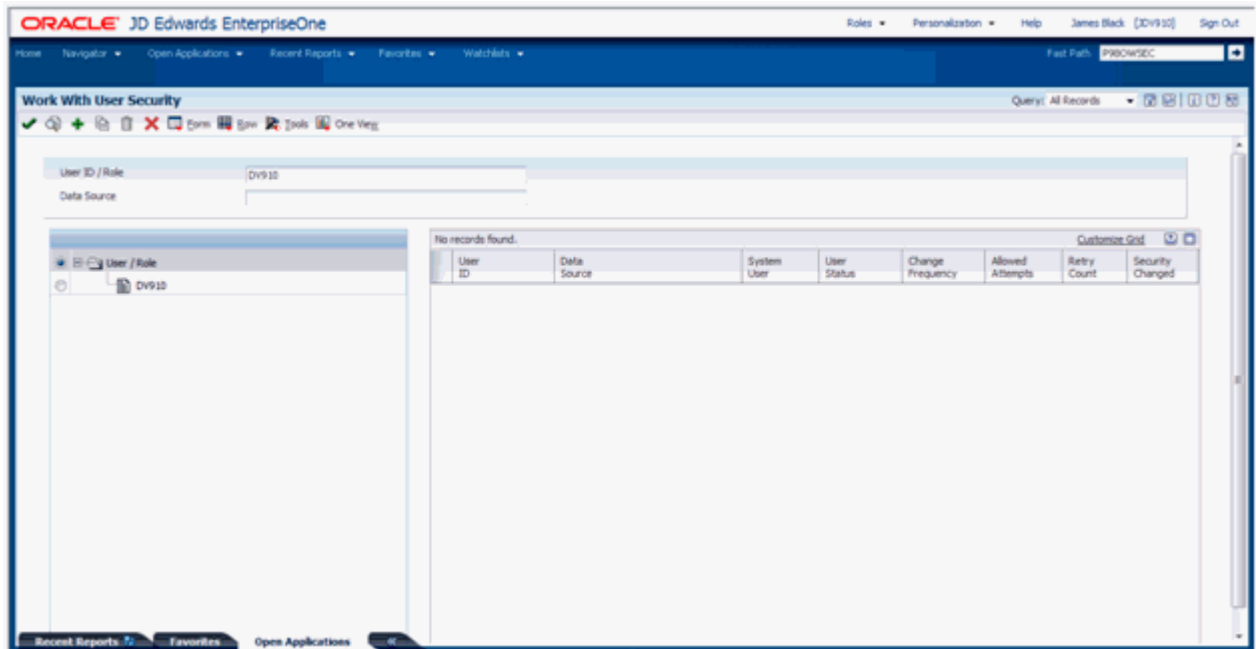 ORACLE® JD Edwards EnterpriseOne
Roles Personalization Help James Black [JDV910] Sign Out
Home Navigator Open Applications Recent Reports Favorites Watchlists Fast Path P98OWSEC
Work With User Security
Query: All Records
Form Row Tools One View
User ID / Role DV910
Data Source
User / Role
DV910
No records found. Customize Grid
User ID Data Source System User User Status Change Frequency Allowed Attempts Retry Count Security Changed
Recent Reports Favorites Open Applications <<